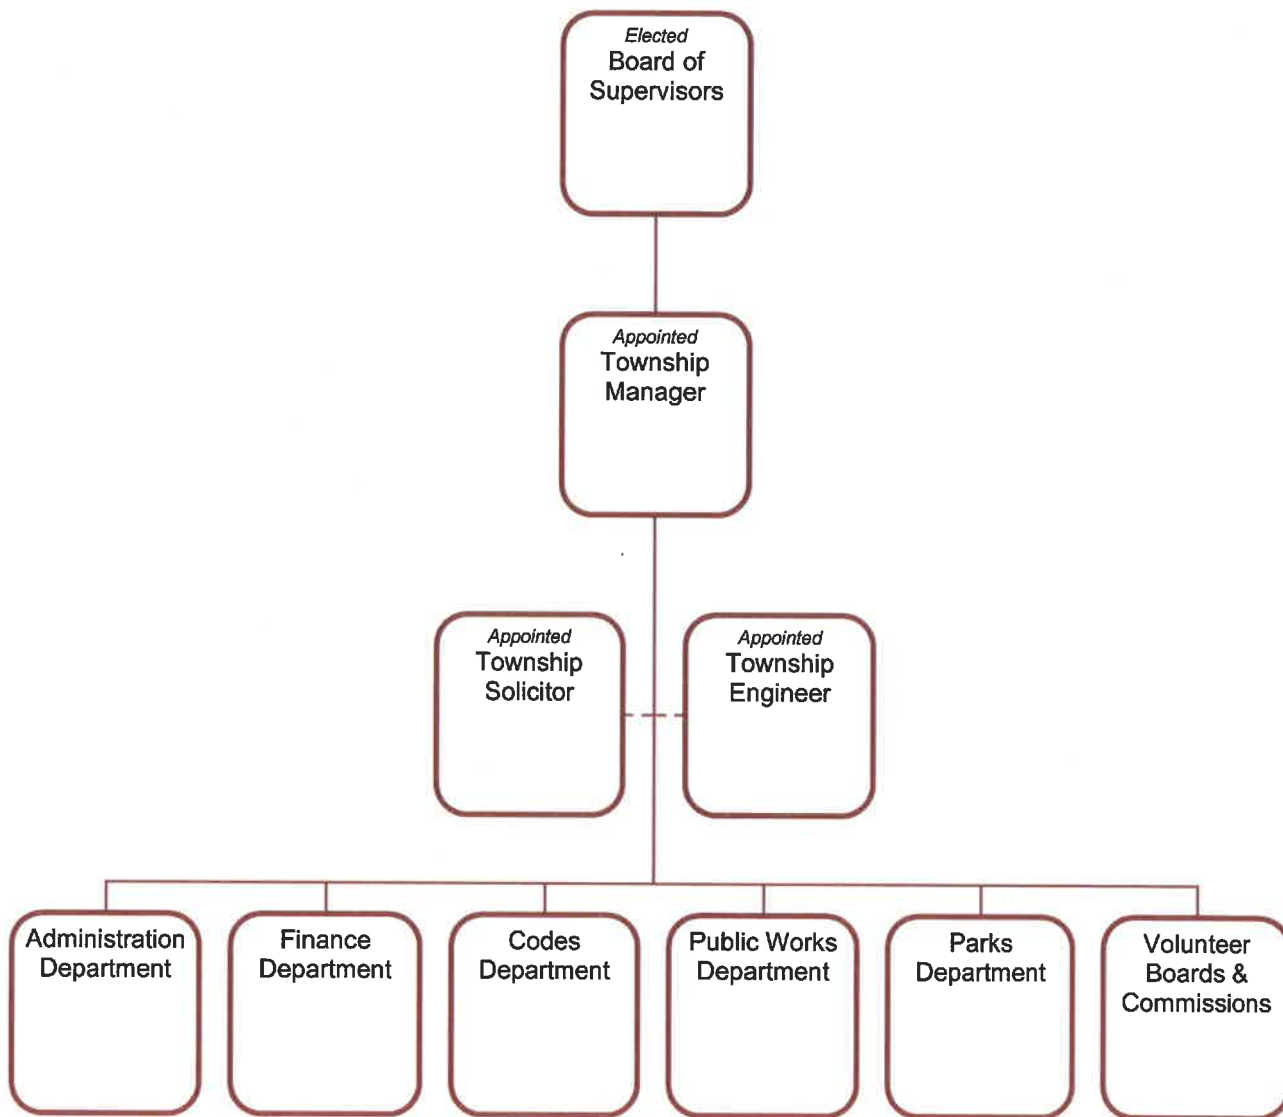 Elected
Board of
Supervisors
Appointed
Township
Manager
Appointed
Township
Solicitor
Appointed
Township
Engineer
Administration
Department
Finance
Department
Codes
Department
Public Works
Department
Parks
Department
Volunteer
Boards &
Commissions